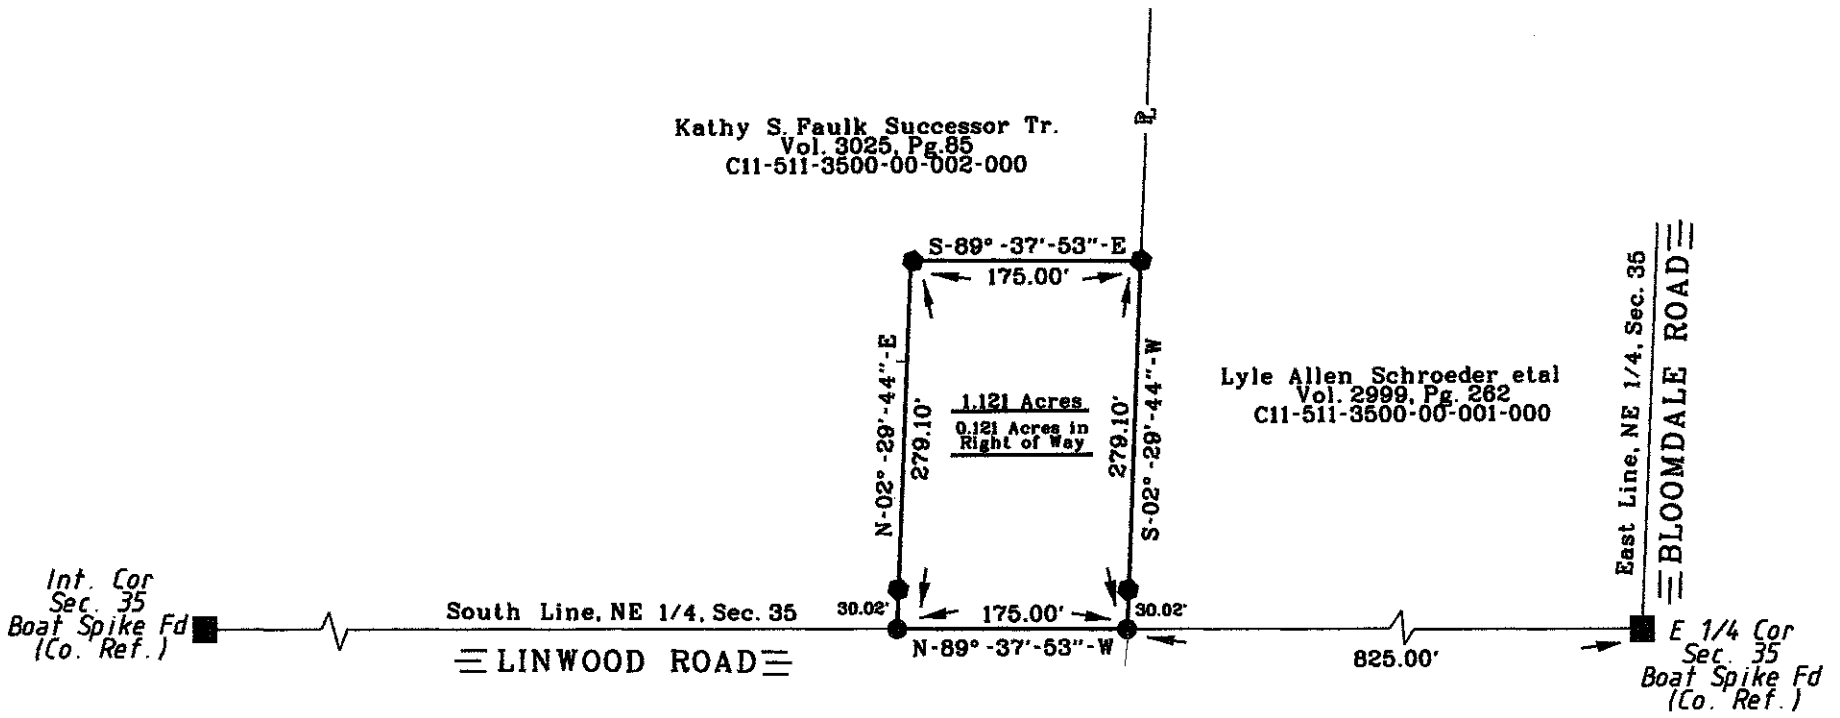 PL
Kathy S. Faulk Successor Tr.
Vol. 3025, Pg.85
C11-511-3500-00-002-000
S-89°-37'-53"-E
175.00'
N-02°-29'-44"-E
279.10'
1.121 Acres
0.121 Acres in
Right of Way
279.10'
S-02°-29'-44"-W
Lyle Allen Schroeder etal
Vol. 2999, Pg. 262
C11-511-3500-00-001-000
East Line, NE 1/4, Sec. 35
BLOOMDALE ROAD
Int. Cor
Sec. 35
Boat Spike Fd
(Co. Ref.)
South Line, NE 1/4, Sec. 35
30.02'
175.00'
30.02'
LINWOOD ROAD
N-89°-37'-53"-W
825.00'
E 1/4 Cor
Sec. 35
Boat Spike Fd
(Co. Ref.)